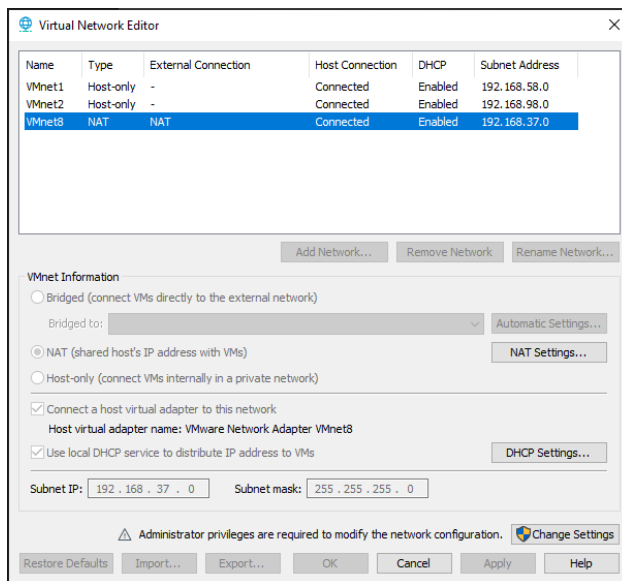 Virtual Network Editor
Name Type External Connection Host Connection DHCP Subnet Address
VMnet1 Host-only - Connected Enabled 192.168.58.0
VMnet2 Host-only - Connected Enabled 192.168.98.0
VMnet8 NAT NAT Connected Enabled 192.168.37.0
Add Network... Remove Network Rename Network...
VMnet Information
Bridged (connect VMs directly to the external network)
Bridged to: Automatic Settings...
NAT (shared host's IP address with VMs) NAT Settings...
Host-only (connect VMs internally in a private network)
Connect a host virtual adapter to this network
Host virtual adapter name: VMware Network Adapter VMnet8
Use local DHCP service to distribute IP address to VMs DHCP Settings...
Subnet IP: 192 . 168 . 37 . 0 Subnet mask: 255 . 255 . 255 . 0
Administrator privileges are required to modify the network configuration. Change Settings
Restore Defaults Import... Export... OK Cancel Apply Help